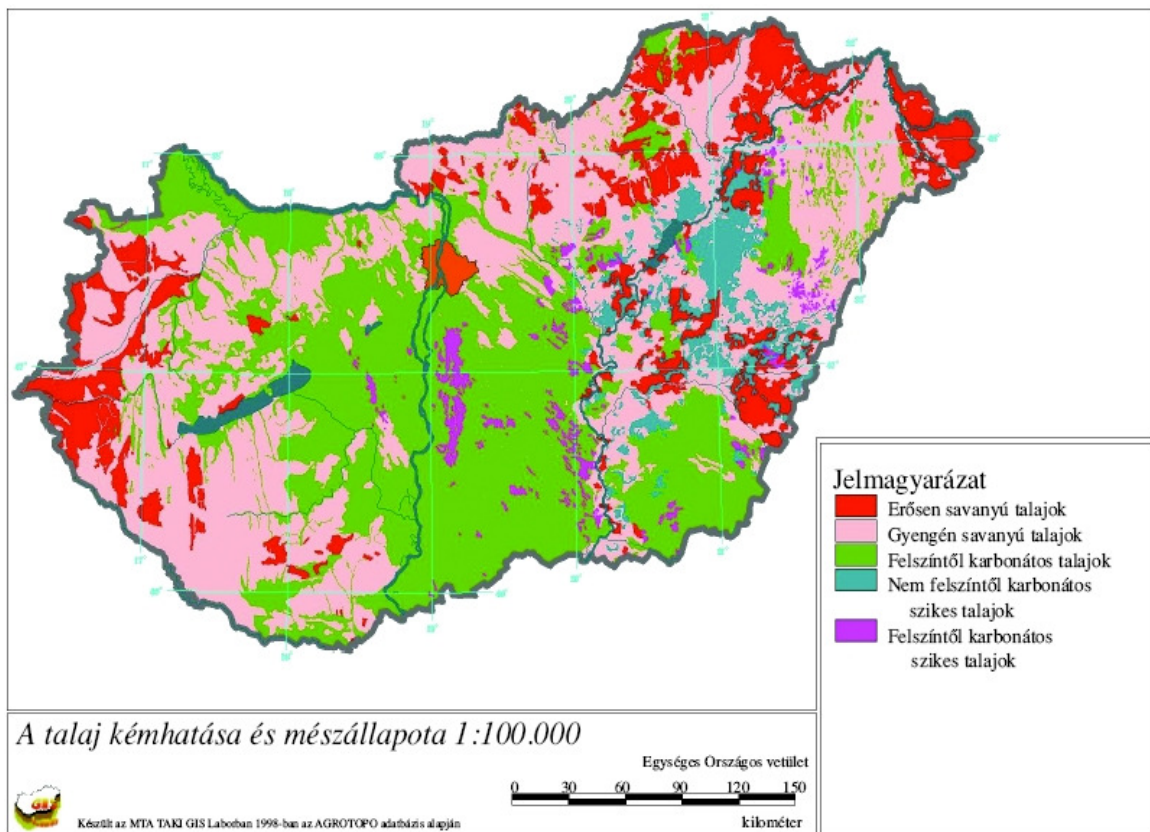 Jelmagyarázat
Erősen savanyú talajok
Gyengén savanyú talajok
Felszíntől karbonátos talajok
Nem felszíntől karbonátos
szikes talajok
Felszíntől karbonátos
szikes talajok
A talaj kémhatása és mészállapota 1:100.000
Egységes Országos vetület
0 30 60 90 120 150
kilométer
Készült az MTA TAKI GIS Laborban 1998-ban az AGROTOPO adatbázis alapján